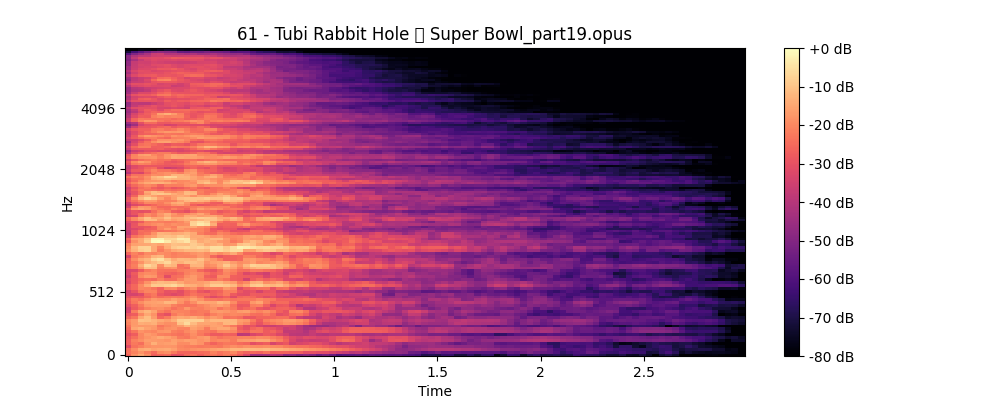 61 - Tubi Rabbit Hole ▯ Super Bowl_part19.opus
Hz
4096
2048
1024
512
0
0 0.5 1 1.5 2 2.5
Time
+0 dB
-10 dB
-20 dB
-30 dB
-40 dB
-50 dB
-60 dB
-70 dB
-80 dB